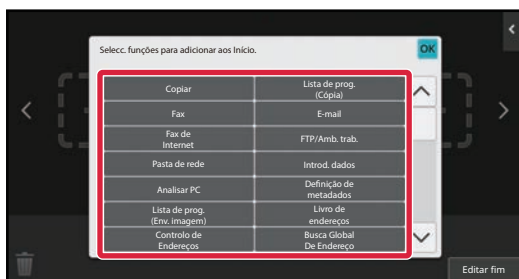 Selecc. funções para adicionar aos Início.
OK
Copiar
Lista de prog.
(Cópia)
Fax
E-mail
Fax de
Internet
FTP/Amb. trab.
Pasta de rede
Introd. dados
Analisar PC
Definição de
metadados
Lista de prog.
(Env. imagem)
Livro de
endereços
Controlo de
Endereços
Busca Global
De Endereço
Editar fim